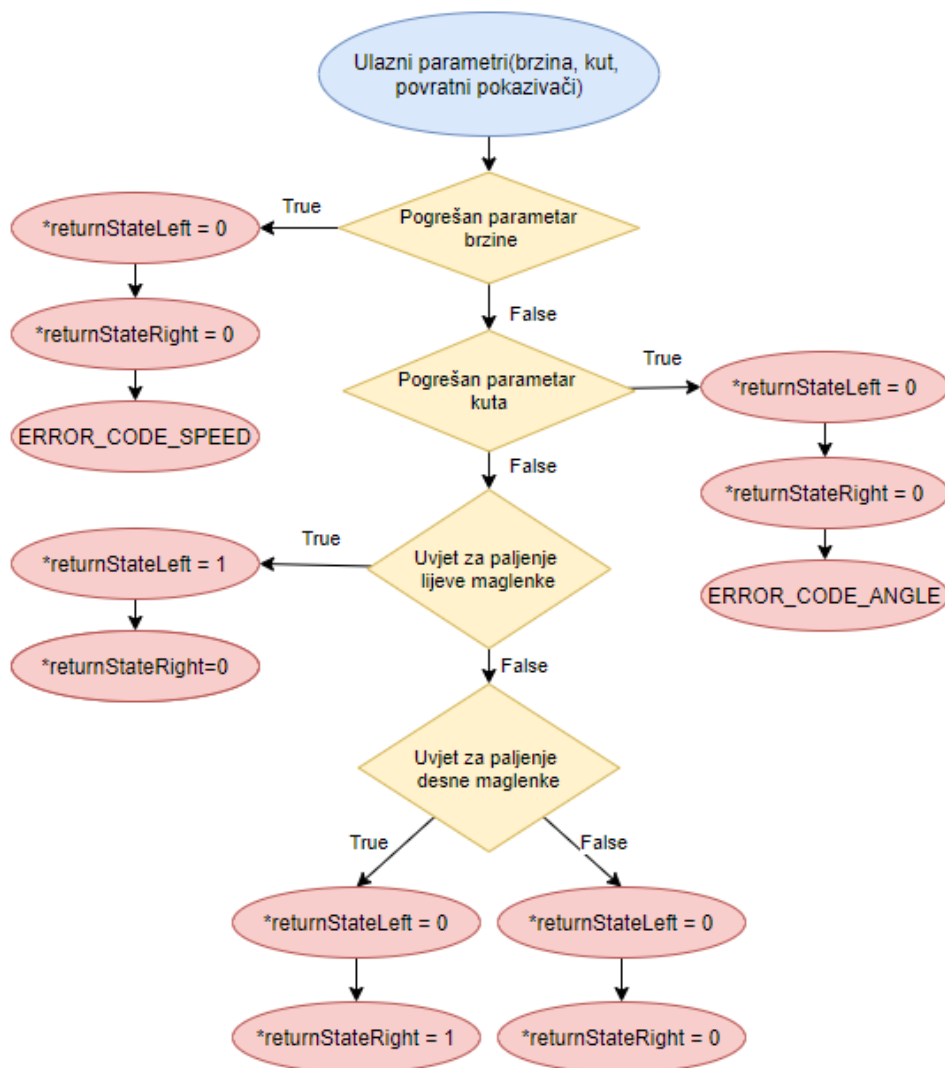 Ulazni parametri(brzina, kut,
povratni pokazivači)
True
Pogrešan parametar
brzine
*returnStateLeft = 0
*returnStateRight = 0
ERROR_CODE_SPEED
False
Pogrešan parametar
kuta
True
*returnStateLeft = 0
*returnStateRight = 0
ERROR_CODE_ANGLE
False
Uvjet za paljenje
lijeve maglenke
True
*returnStateLeft = 1
*returnStateRight=0
False
Uvjet za paljenje
desne maglenke
True
False
*returnStateLeft = 0
*returnStateLeft = 0
*returnStateRight = 1
*returnStateRight = 0